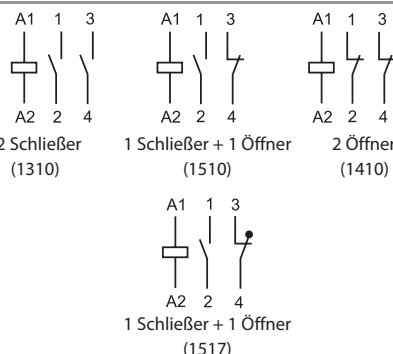 A1 1 3 A1 1 3 A1 1 3
A2 2 4 A2 2 4 A2 2 4
2 Schließer 1 Schließer + 1 Öffner 2 Öffner
(1310) (1510) (1410)
A1 1 3
A2 2 4
1 Schließer + 1 Öffner
(1517)